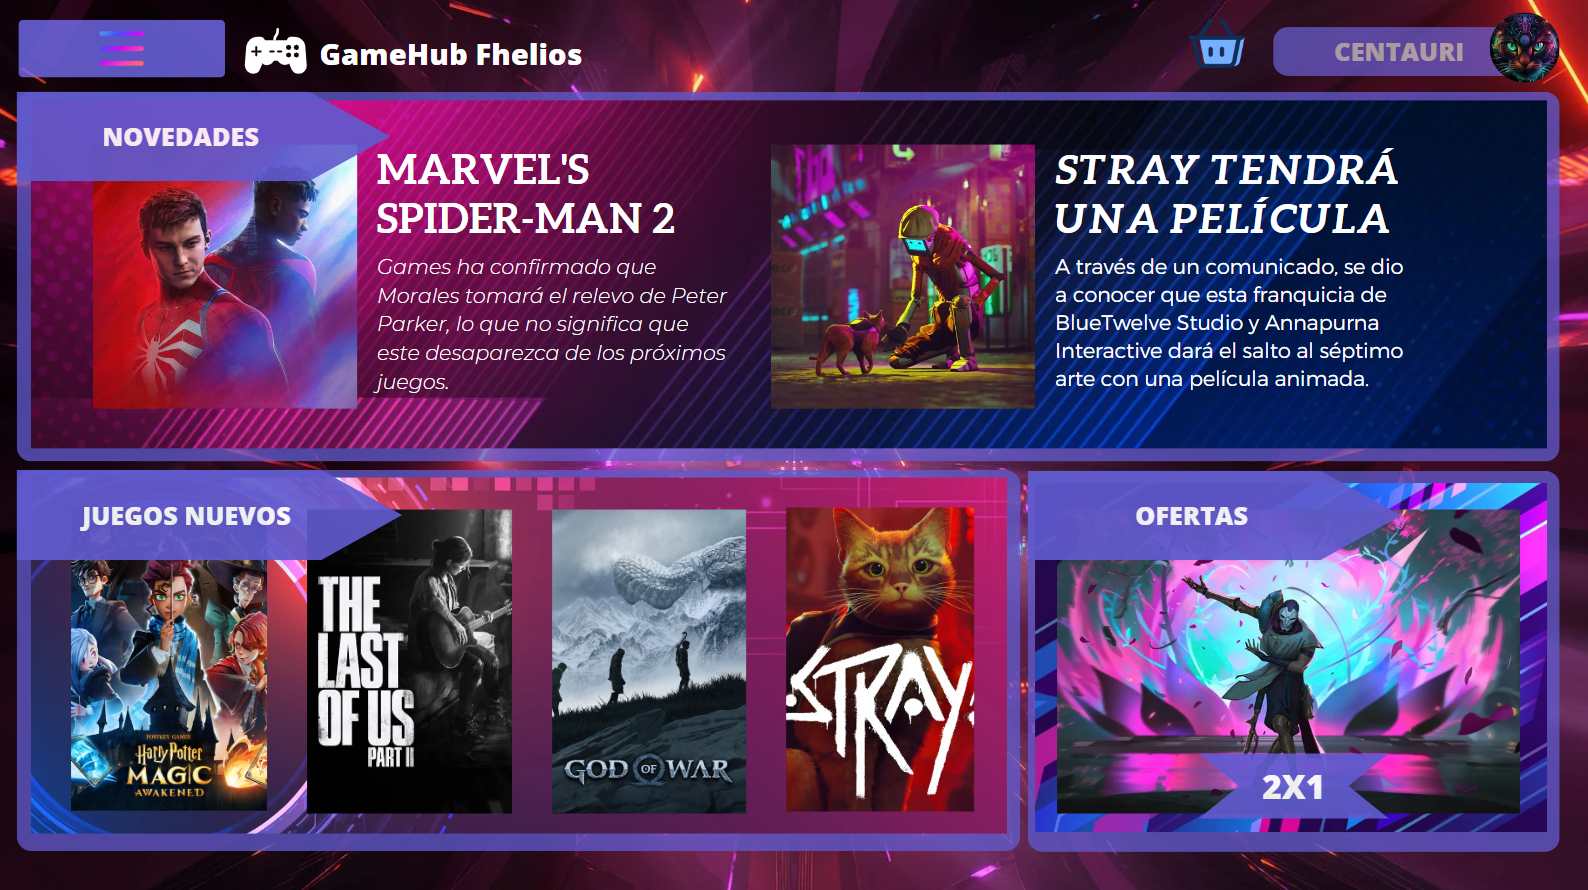 GameHub Fhelios
CENTAURI
NOVEDADES
MARVEL'S
SPIDER-MAN 2
Games ha confirmado que
Morales tomará el relevo de Peter
Parker, lo que no significa que
este desaparezca de los próximos
juegos.
STRAY TENDRÁ
UNA PELÍCULA
A través de un comunicado, se dio
a conocer que esta franquicia de
BlueTwelve Studio y Annapurna
Interactive dará el salto al séptimo
arte con una película animada.
JUEGOS NUEVOS
PORTKEY GAMES
Harry Potter
MAGIC
AWAKENED
THE
LAST
OF US
PART II
GOD OF WAR
STRAY
OFERTAS
2X1